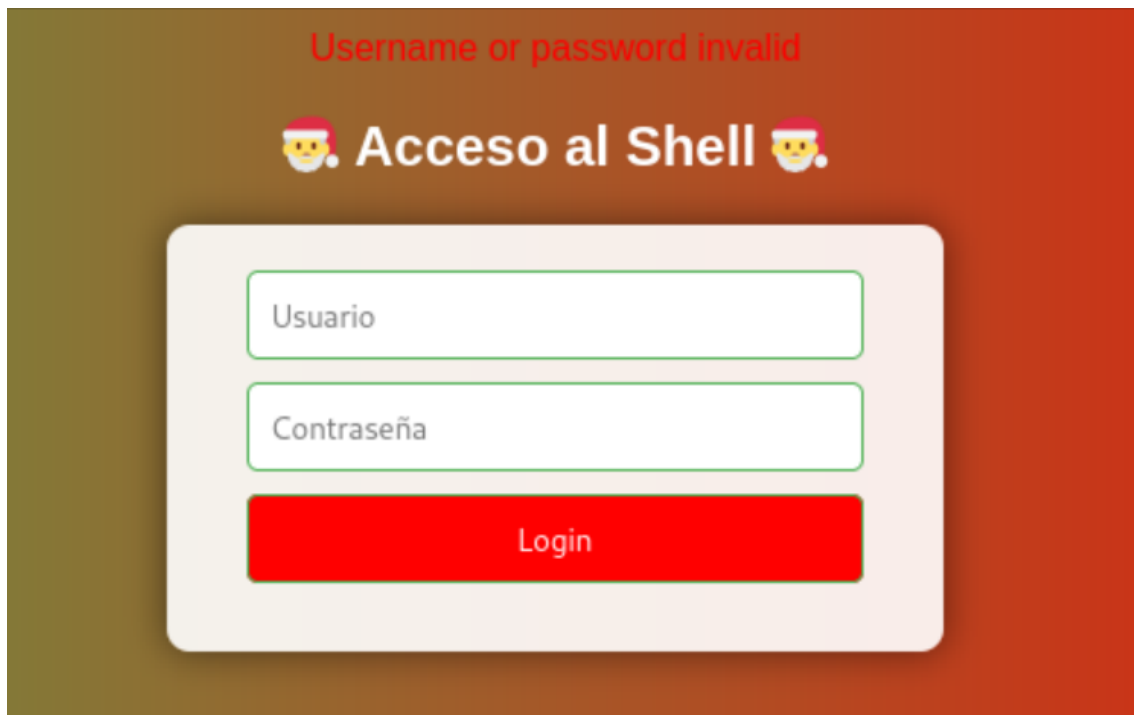 Username or password invalid
🎅 Acceso al Shell 🎅
Usuario
Contraseña
Login